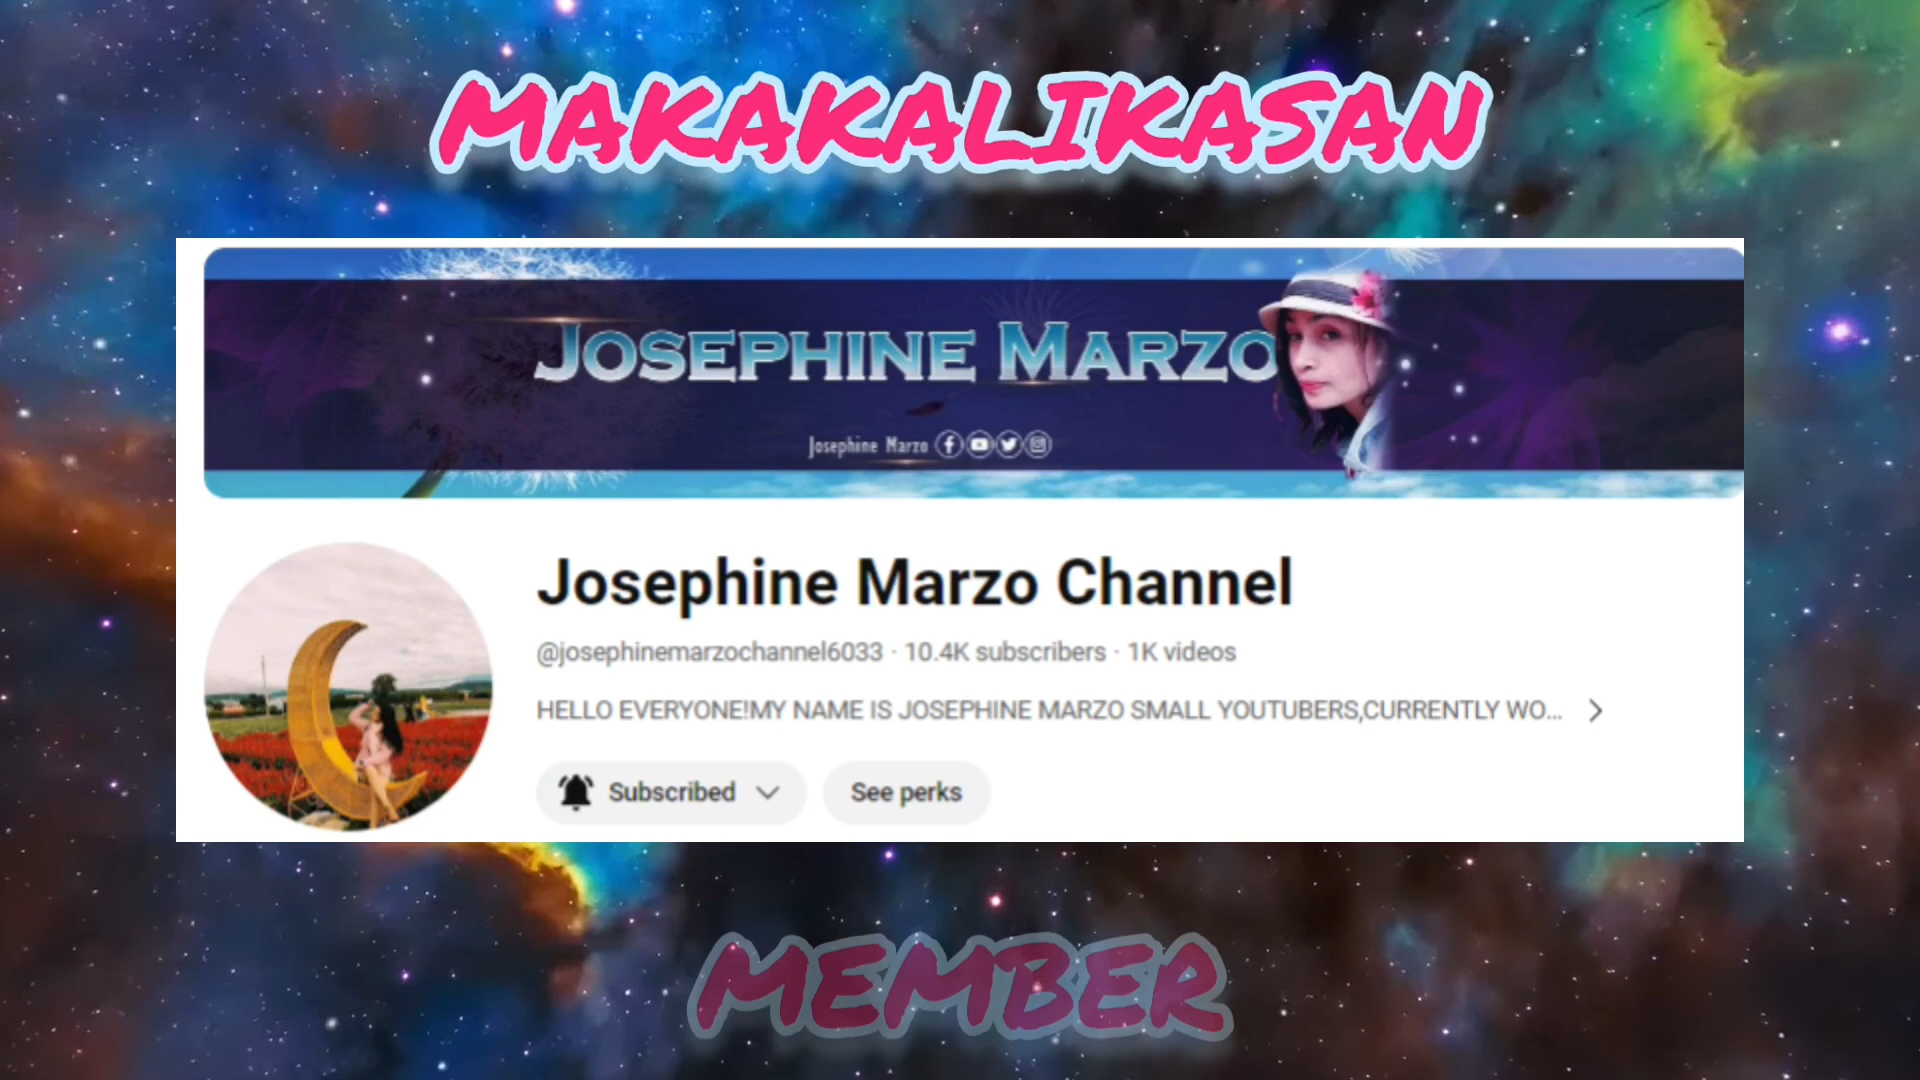 MAKAKALIKASAN
JOSEPHINE MARZO
Josephine Marzo
Josephine Marzo Channel
@josephinemarzochannel6033 · 10.4K subscribers · 1K videos
HELLO EVERYONE!MY NAME IS JOSEPHINE MARZO SMALL YOUTUBERS,CURRENTLY WO...
Subscribed
See perks
MEMBER